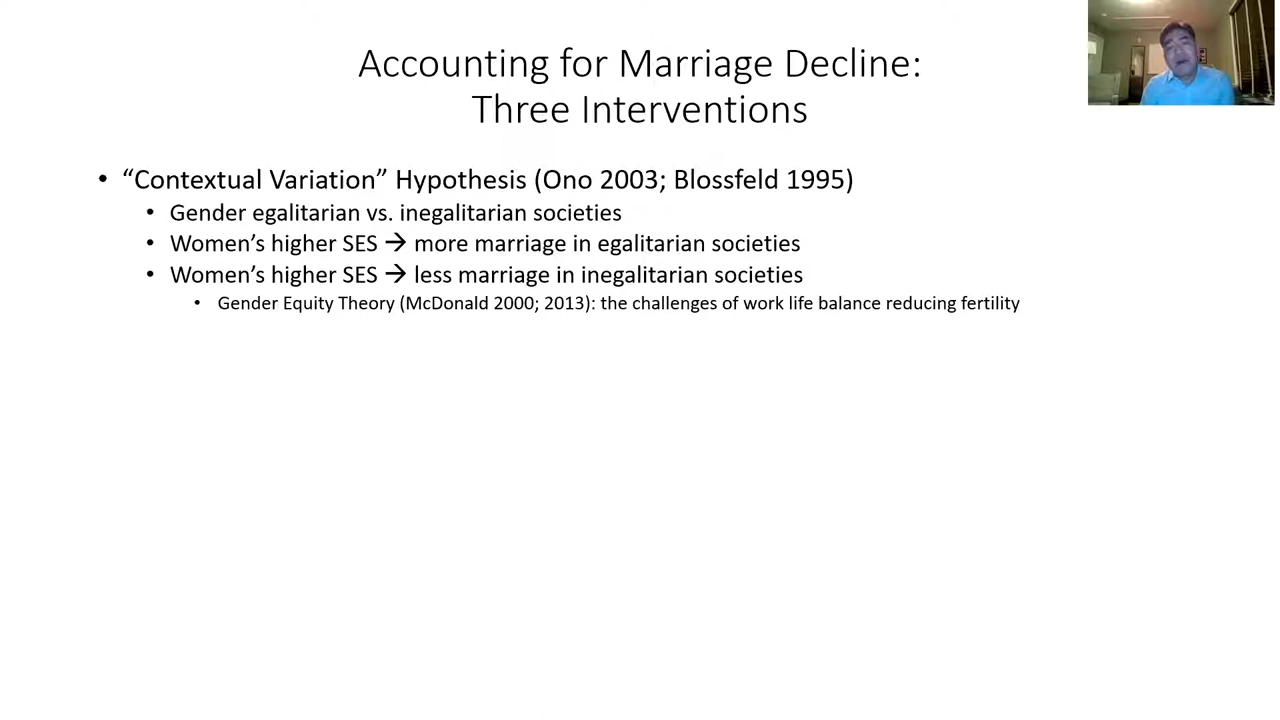 Accounting for Marriage Decline:
Three Interventions
• “Contextual Variation” Hypothesis (Ono 2003; Blossfeld 1995)
• Gender egalitarian vs. inegalitarian societies
• Women’s higher SES → more marriage in egalitarian societies
• Women’s higher SES → less marriage in inegalitarian societies
• Gender Equity Theory (McDonald 2000; 2013): the challenges of work life balance reducing fertility